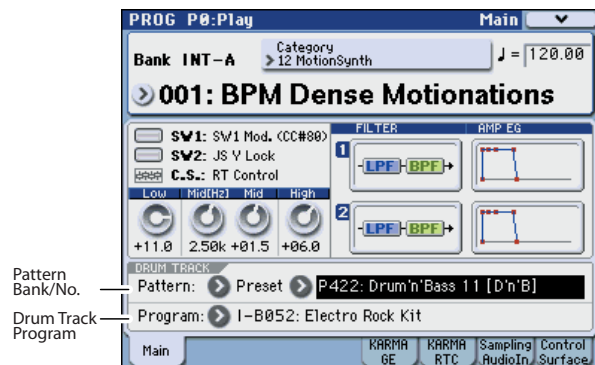 PROG P0:Play Main
Bank INT-A Category 12 MotionSynth ♩= 120.00
001: BPM Dense Motionations
SW1: SW1 Mod. (CC#80)
SW2: JS Y Lock
C.S.: RT Control
Low Mid[Hz] Mid High
+11.0 2.50k +01.5 +06.0
FILTER AMP EG
1 LPF BPF
2 LPF BPF
DRUM TRACK
Pattern Bank/No.
Pattern: Preset P422: Drum'n'Bass 11 [D'n'B]
Drum Track Program
Program: I-B052: Electro Rock Kit
Main KARMA GE KARMA RTC Sampling AudioIn Control Surface